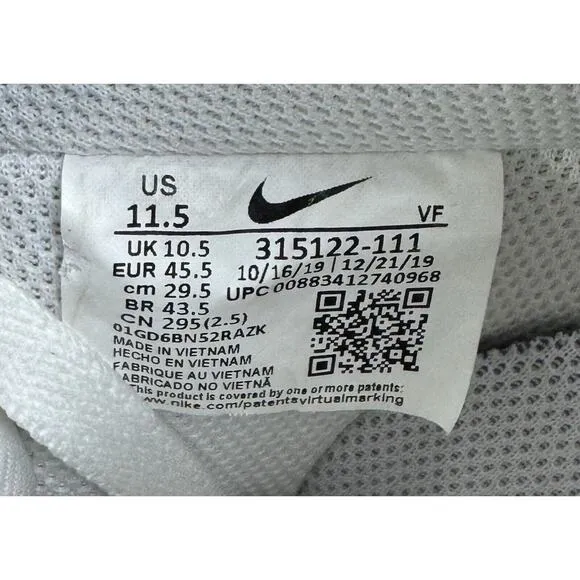 US
11.5
VF
UK 10.5
315122-111
EUR 45.5
10/16/19 | 12/21/19
cm 29.5
UPC 00883412740968
BR 43.5
CN 295(2.5)
01GD6BN52RAZK
MADE IN VIETNAM
HECHO EN VIETNAM
FABRIQUE AU VIETNAM
FABRICADO NO VIETNÃ
This product is covered by one or more patents:
www.nike.com/patentsvirtualmarking